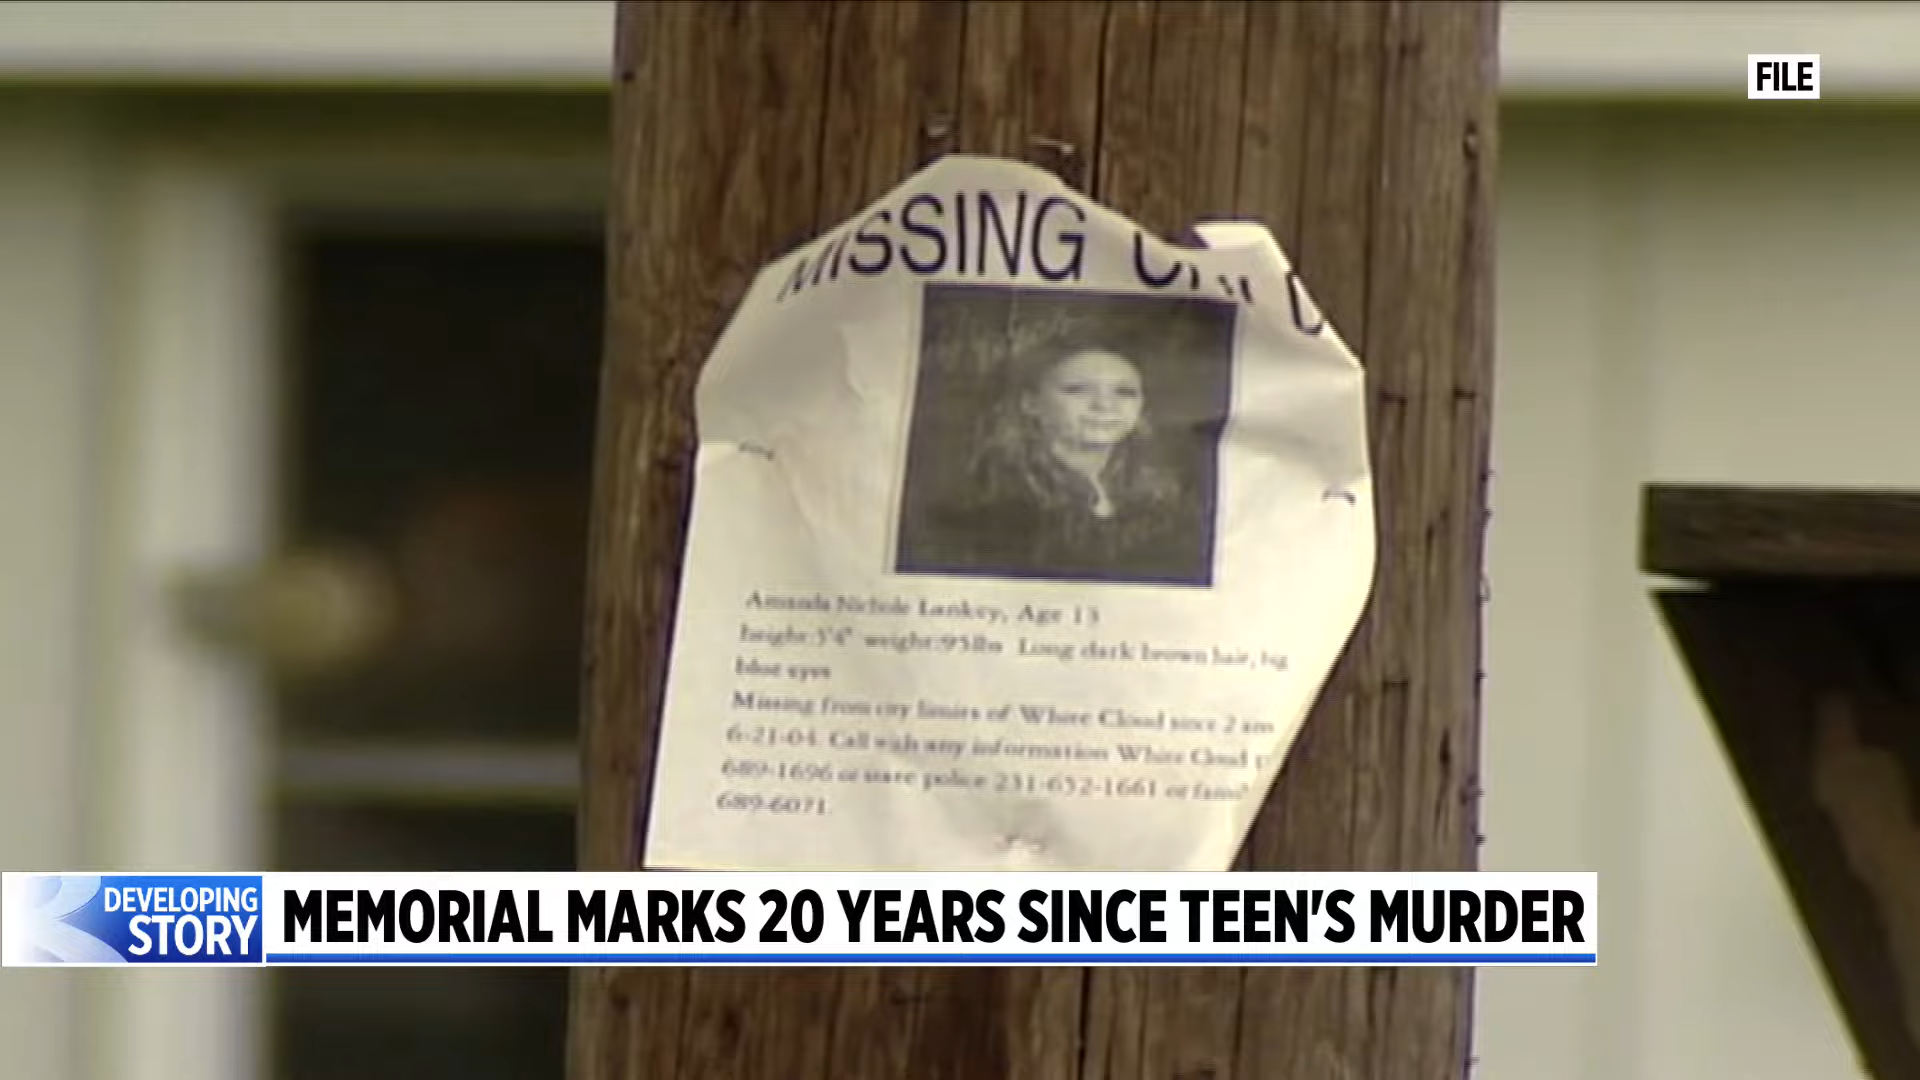 FILE
MISSING
Amanda Nichole Lankey, Age 13
height: 5'4" weight: 95lbs Long dark brown hair, big
blue eyes
Missing from city limits of White Cloud since 2 am
6-21-04. Call with any information White Cloud
689-1696 or state police 231-652-1661 or
689-6071.
DEVELOPING
STORY
MEMORIAL MARKS 20 YEARS SINCE TEEN'S MURDER